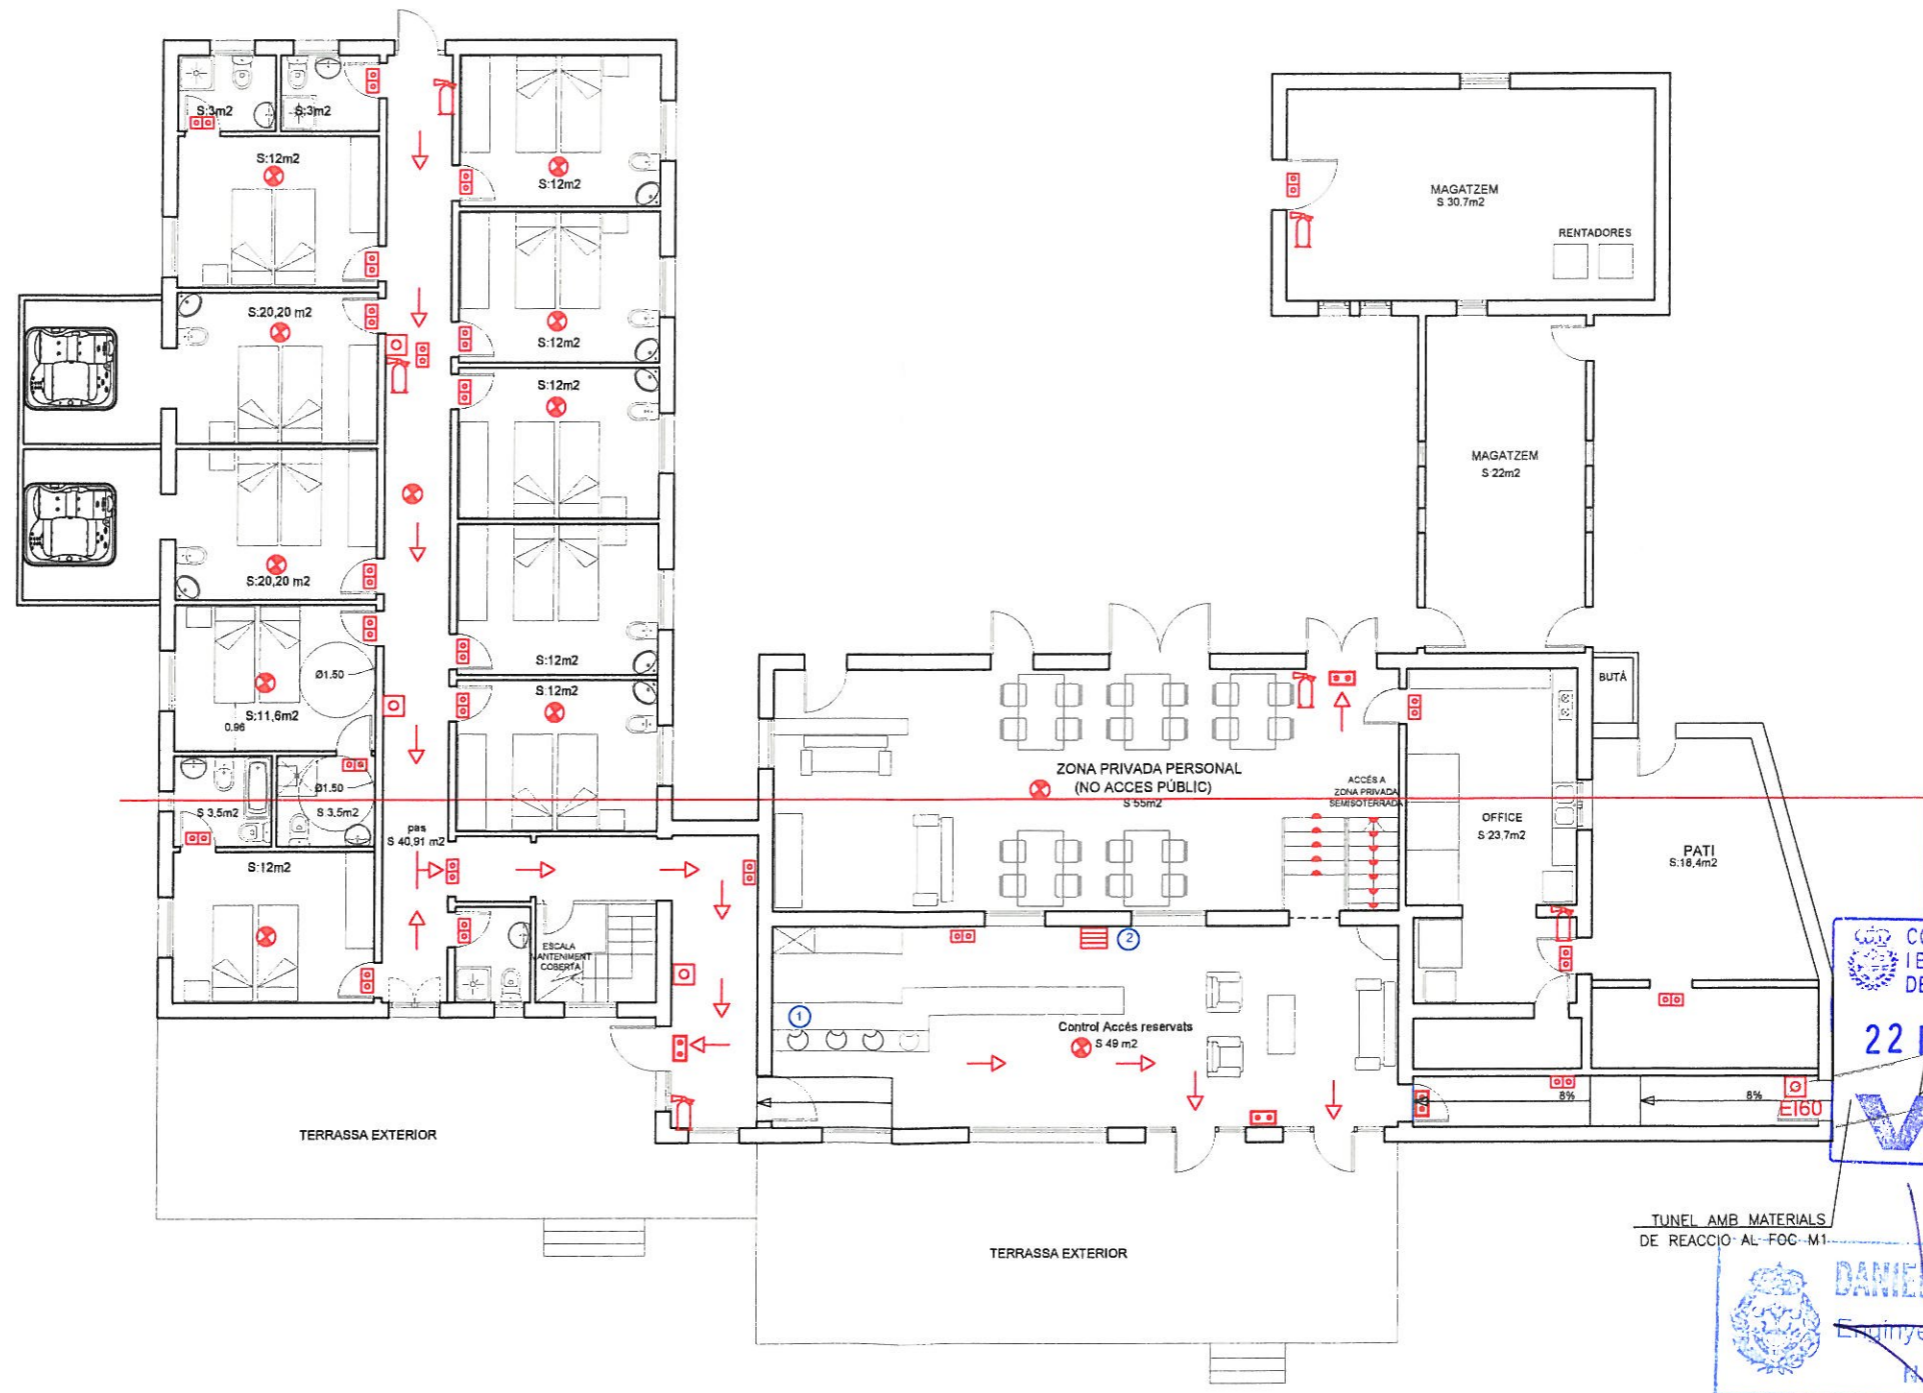 S:3m2
S:3m2
S:12m2
S:12m2
MAGATZEM
S 30.7m2
RENTADORES
S:20,20 m2
S:12m2
S:12m2
MAGATZEM
S 22m2
S:20,20 m2
S:12m2
Ø1.50
S:12m2
S:11,6m2
0.96
BUTÀ
ZONA PRIVADA PERSONAL
(NO ACCES PÚBLIC)
S 55m2
ACCÉS A
ZONA PRIVADA
SEMISOTERRADA
Ø1.50
S 3,5m2
S 3,5m2
pas
S 40,91 m2
OFFICE
S 23,7m2
PATI
S:18,4m2
S:12m2
ESCALA
MANTENIMENT
COBERTA
2
1
Control Accés reservats
S 49 m2
22
8%
8%
EI60
TERRASSA EXTERIOR
TERRASSA EXTERIOR
TUNEL AMB MATERIALS
DE REACCIO AL FOC M1
DANIEL